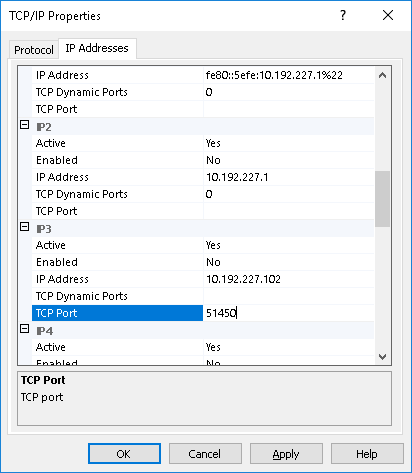 TCP/IP Properties ? ×
Protocol IP Addresses
IP Address fe80::5efe:10.192.227.1%22
TCP Dynamic Ports 0
TCP Port
IP2
Active Yes
Enabled No
IP Address 10.192.227.1
TCP Dynamic Ports 0
TCP Port
IP3
Active Yes
Enabled No
IP Address 10.192.227.102
TCP Dynamic Ports
TCP Port 51450
IP4
Active Yes
Enabled No
TCP Port
TCP port
OK Cancel Apply Help